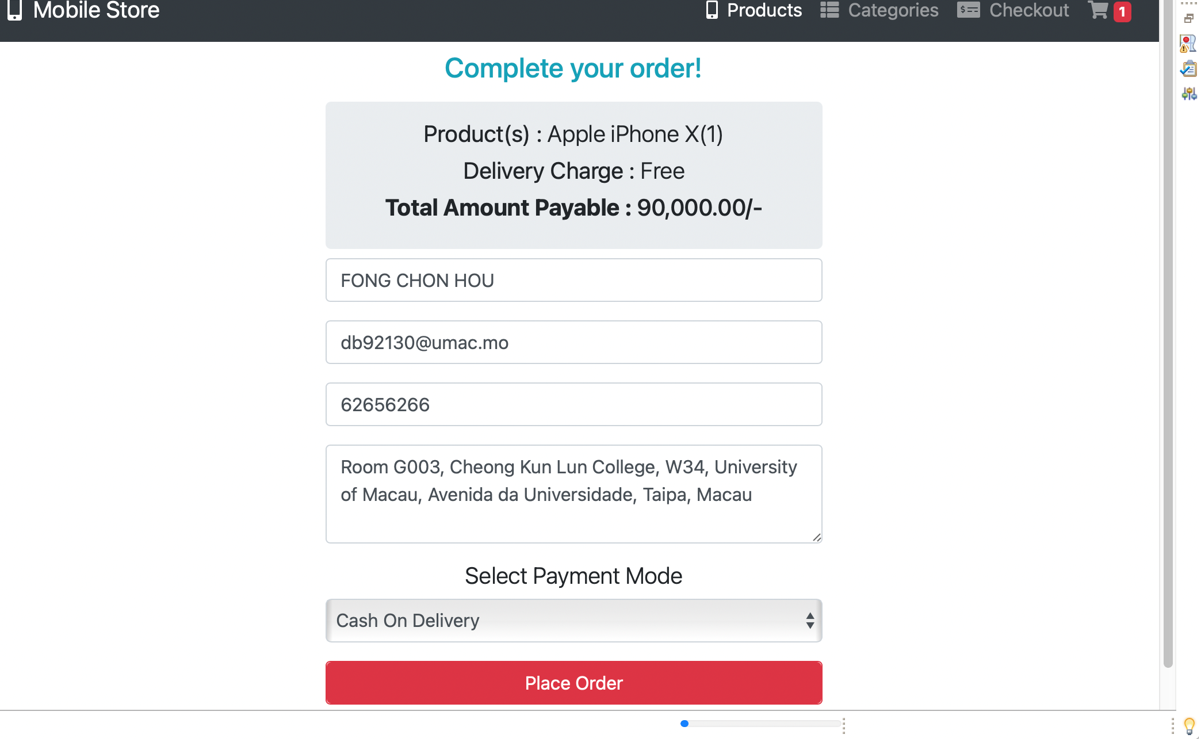 Mobile Store
Products
Categories
Checkout
1
Complete your order!
Product(s) : Apple iPhone X(1)
Delivery Charge : Free
Total Amount Payable : 90,000.00/-
FONG CHON HOU
db92130@umac.mo
62656266
Room G003, Cheong Kun Lun College, W34, University
of Macau, Avenida da Universidade, Taipa, Macau
Select Payment Mode
Cash On Delivery
Place Order